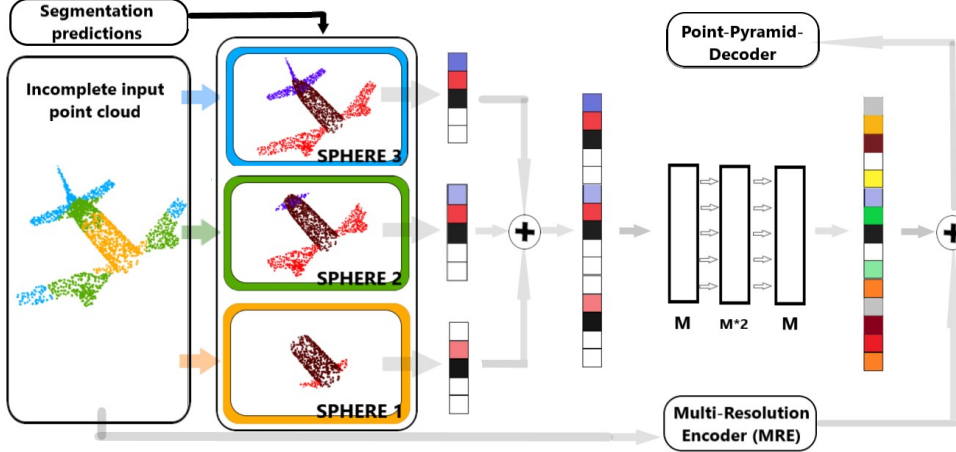 Segmentation
predictions
Incomplete input
point cloud
SPHERE 3
SPHERE 2
SPHERE 1
M
M*2
M
Point-Pyramid-
Decoder
Multi-Resolution
Encoder (MRE)